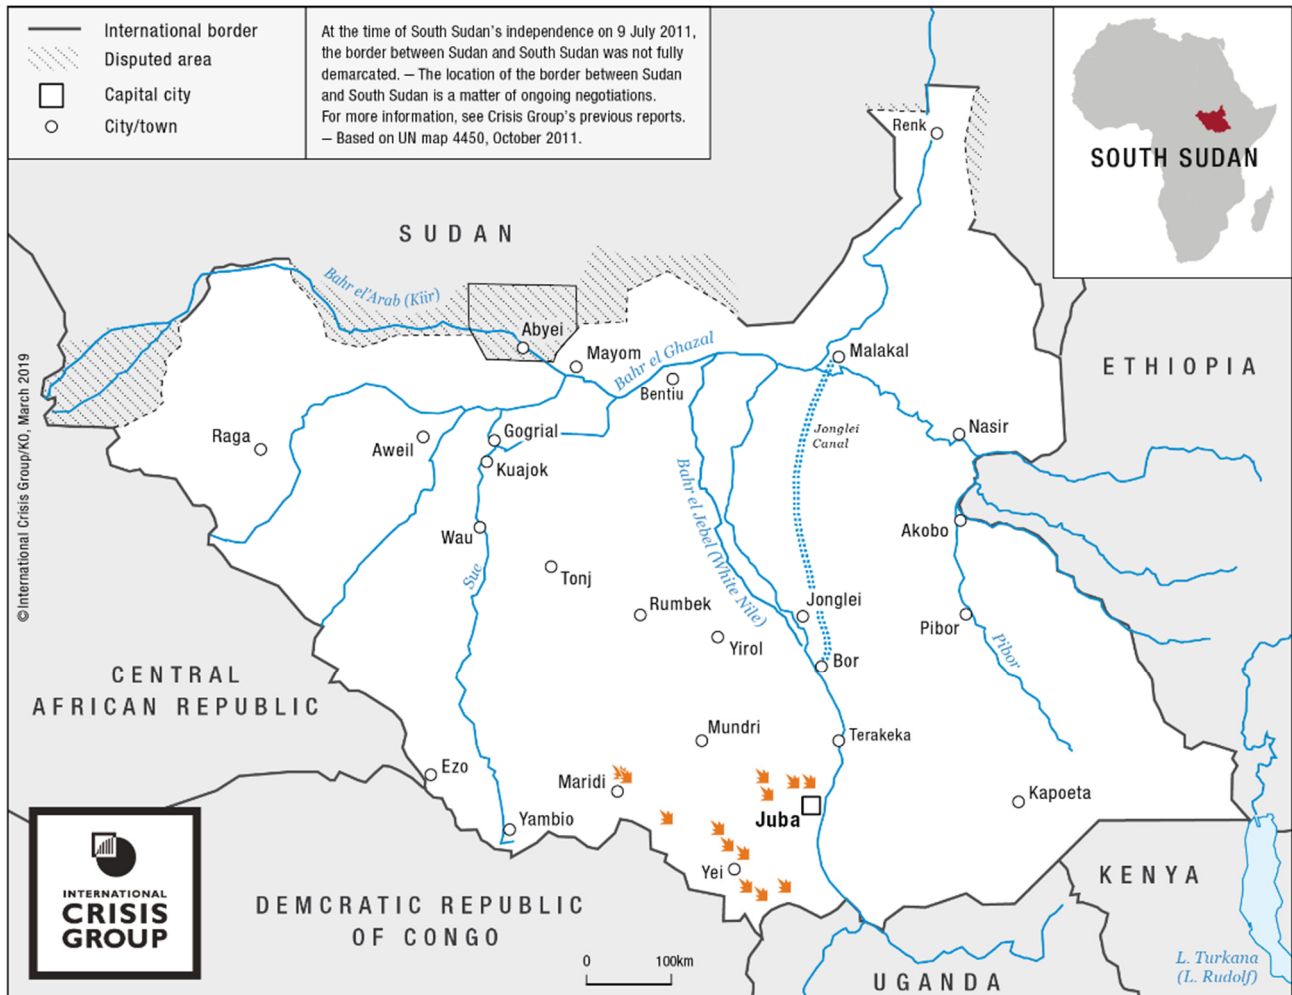 International border
Disputed area
Capital city
City/town
At the time of South Sudan's independence on 9 July 2011,
the border between Sudan and South Sudan was not fully
demarcated. — The location of the border between Sudan
and South Sudan is a matter of ongoing negotiations.
For more information, see Crisis Group's previous reports.
— Based on UN map 4450, October 2011.
SOUTH SUDAN
Renk
SUDAN
Bahr el'Arab (Kiir)
Abyei
Mayom
Bahr el Ghazal
Bentiu
Malakal
ETHIOPIA
©International Crisis Group/KO, March 2019
Raga
Aweil
Gogrial
Kuajok
Jonglei
Canal
Nasir
Wau
Sue
Tonj
Bahr el Jebel (White Nile)
Akobo
Rumbek
Yirol
Jonglei
Bor
Pibor
Pibor
CENTRAL
AFRICAN REPUBLIC
Mundri
Terakeka
Ezo
Maridi
Kapoeta
Yambio
Juba
Yei
KENYA
INTERNATIONAL
CRISIS
GROUP
DEMCRATIC REPUBLIC
OF CONGO
0 100km
UGANDA
L. Turkana
(L. Rudolf)